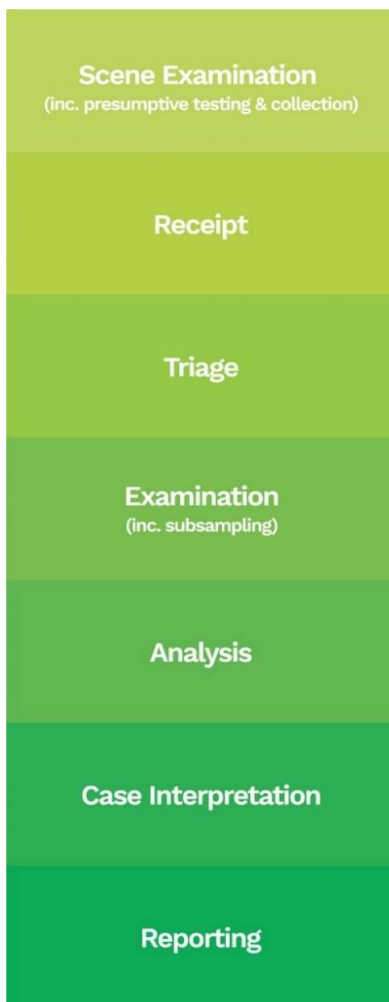 Scene Examination
(inc. presumptive testing & collection)
Receipt
Triage
Examination
(inc. subsampling)
Analysis
Case Interpretation
Reporting